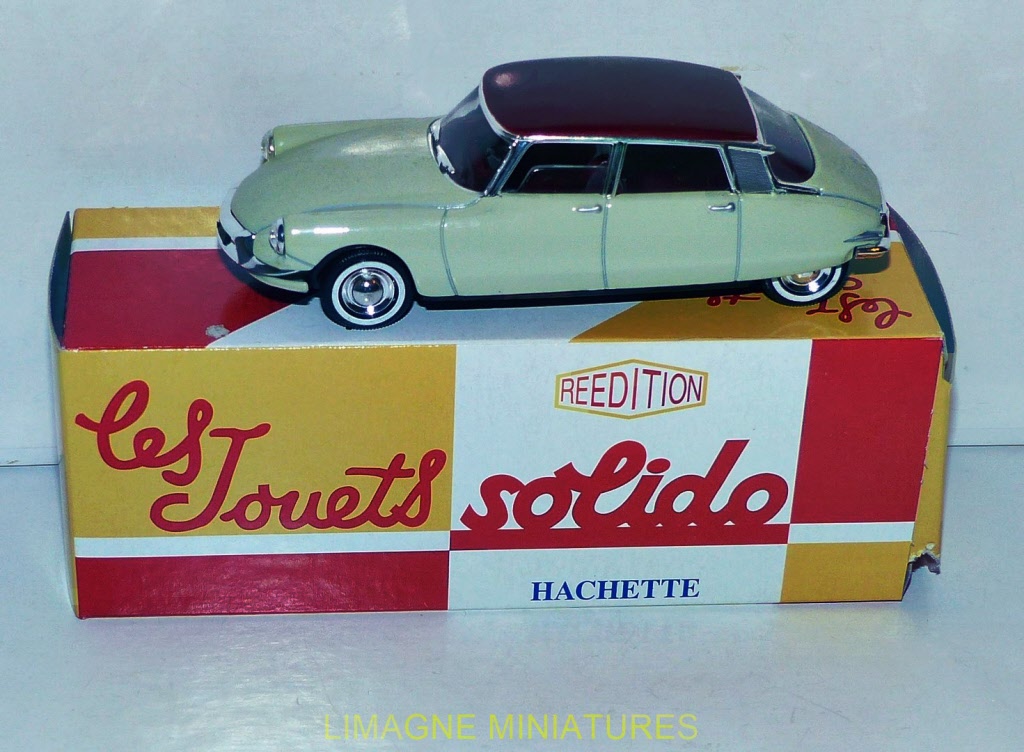 REEDITION
Les
Jouets
solido
HACHETTE
LIMAGNE MINIATURES